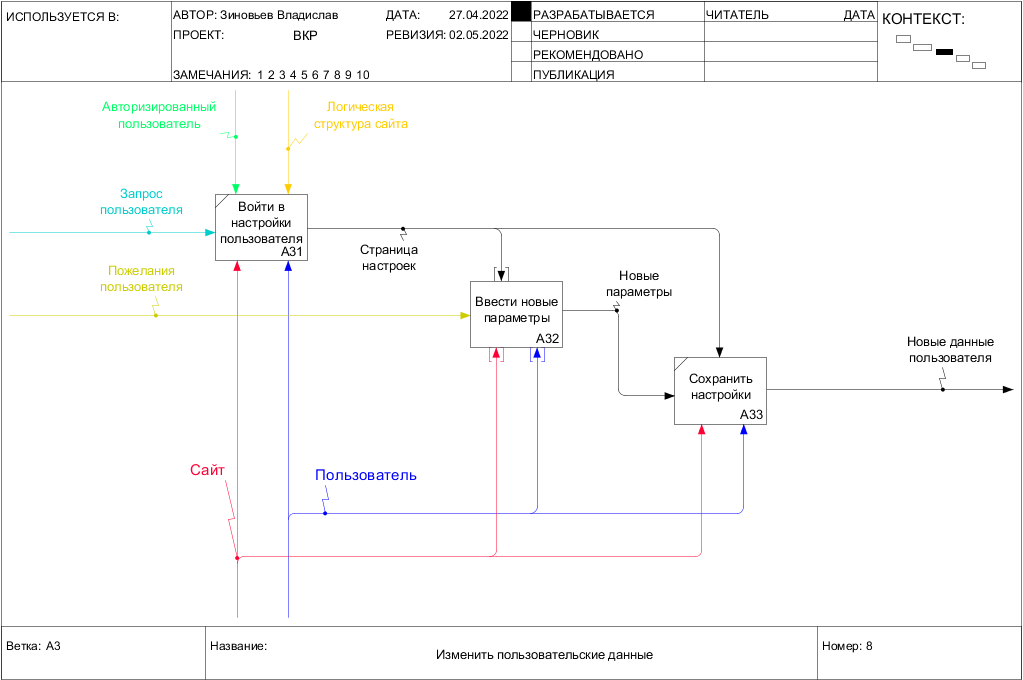 ИСПОЛЬЗУЕТСЯ В:
АВТОР: Зиновьев Владислав
ДАТА: 27.04.2022
РАЗРАБАТЫВАЕТСЯ
ЧИТАТЕЛЬ
ДАТА
КОНТЕКСТ:
ПРОЕКТ: ВКР
РЕВИЗИЯ: 02.05.2022
ЧЕРНОВИК
РЕКОМЕНДОВАНО
ЗАМЕЧАНИЯ: 1 2 3 4 5 6 7 8 9 10
ПУБЛИКАЦИЯ
Авторизированный
пользователь
Логическая
структура сайта
Запрос
пользователя
Войти в
настройки
пользователя
A31
Страница
настроек
Пожелания
пользователя
Ввести новые
параметры
A32
Новые
параметры
Новые данные
пользователя
Сохранить
настройки
A33
Сайт
Пользователь
Ветка: A3
Название:
Изменить пользовательские данные
Номер: 8